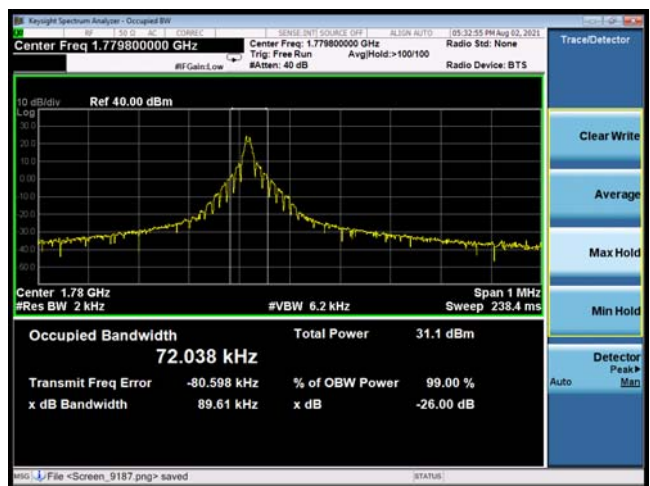 Keysight Spectrum Analyzer - Occupied BW
RF 50 Ω AC CORREC SENSE:INT SOURCE OFF ALIGN AUTO 05:32:55 PM Aug 02, 2021
Center Freq 1.779800000 GHz
Center Freq: 1.779800000 GHz
Radio Std: None
Trig: Free Run Avg|Hold:>100/100
#IFGain:Low
#Atten: 40 dB
Radio Device: BTS
10 dB/div Ref 40.00 dBm
Log
30.0
20.0
10.0
0.00
10.0
20.0
30.0
40.0
50.0
Center 1.78 GHz
Span 1 MHz
#Res BW 2 kHz
#VBW 6.2 kHz
Sweep 238.4 ms
Occupied Bandwidth
72.038 kHz
Total Power 31.1 dBm
Transmit Freq Error -80.598 kHz
% of OBW Power 99.00 %
x dB Bandwidth 89.61 kHz
x dB -26.00 dB
MSG File <Screen_9187.png> saved
STATUS
Trace/Detector
Clear Write
Average
Max Hold
Min Hold
Detector
Peak▶
Auto Man